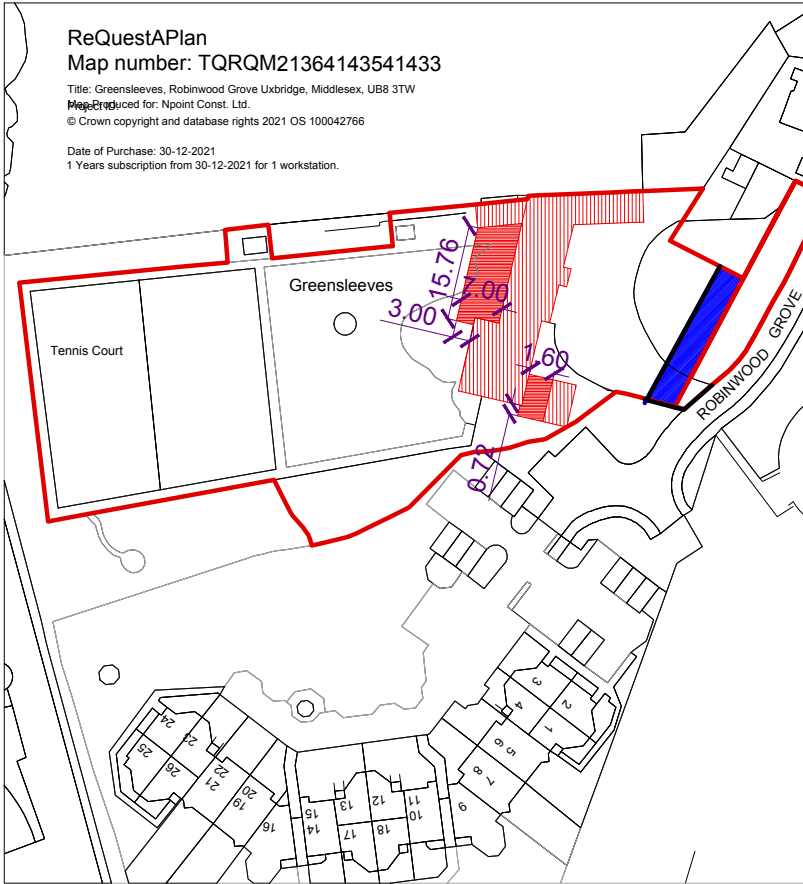 ReQuestAPlan
Map number: TQRQM21364143541433
Title: Greensleeves, Robinwood Grove Uxbridge, Middlesex, UB8 3TW
Project ID:
Map Produced for: Npoint Const. Ltd.
© Crown copyright and database rights 2021 OS 100042766
Date of Purchase: 30-12-2021
1 Years subscription from 30-12-2021 for 1 workstation.
15.76
7.00
Greensleeves
3.00
Tennis Court
1.60
ROBINWOOD GROVE
0.72
3
2
4
1
5
6
7
8
9
24
23
25
26
22
21
20
19
16
15
14
13
12
11
10
17
18